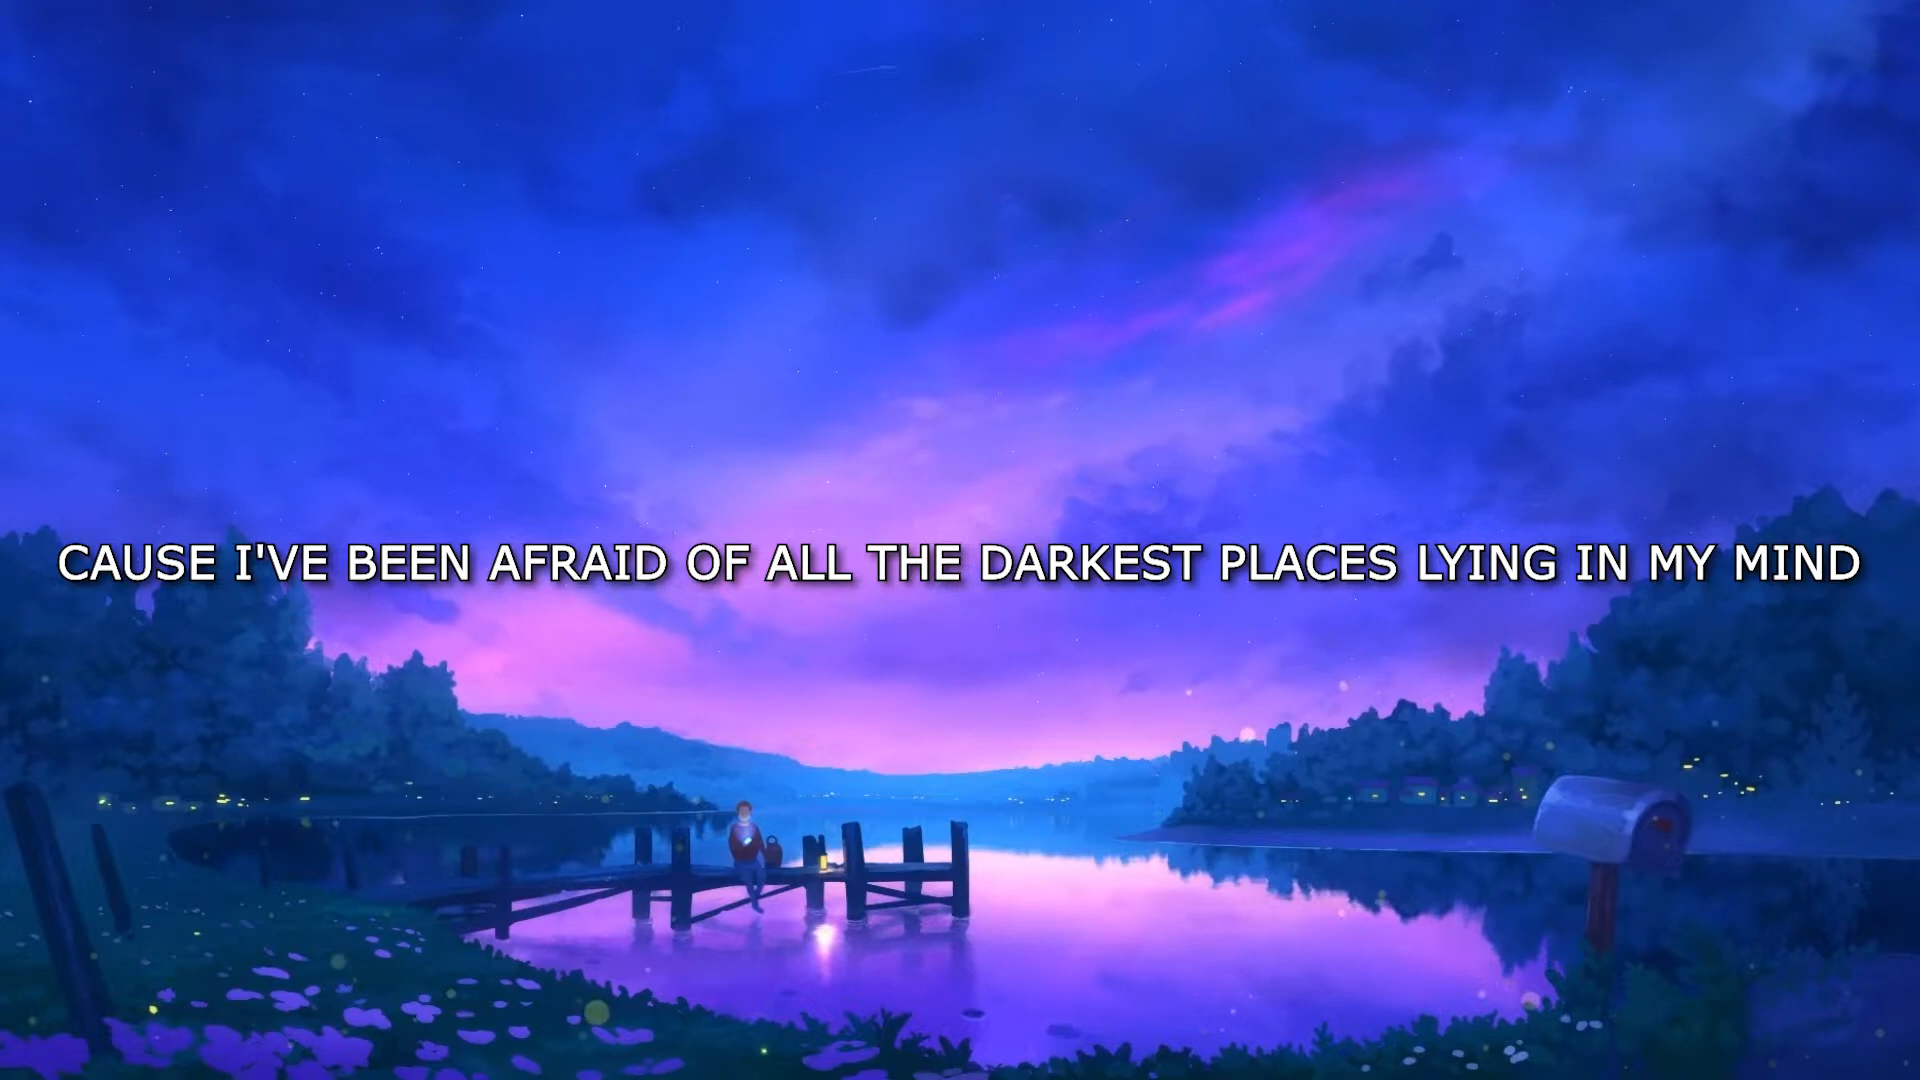 CAUSE I'VE BEEN AFRAID OF ALL THE DARKEST PLACES LYING IN MY MIND